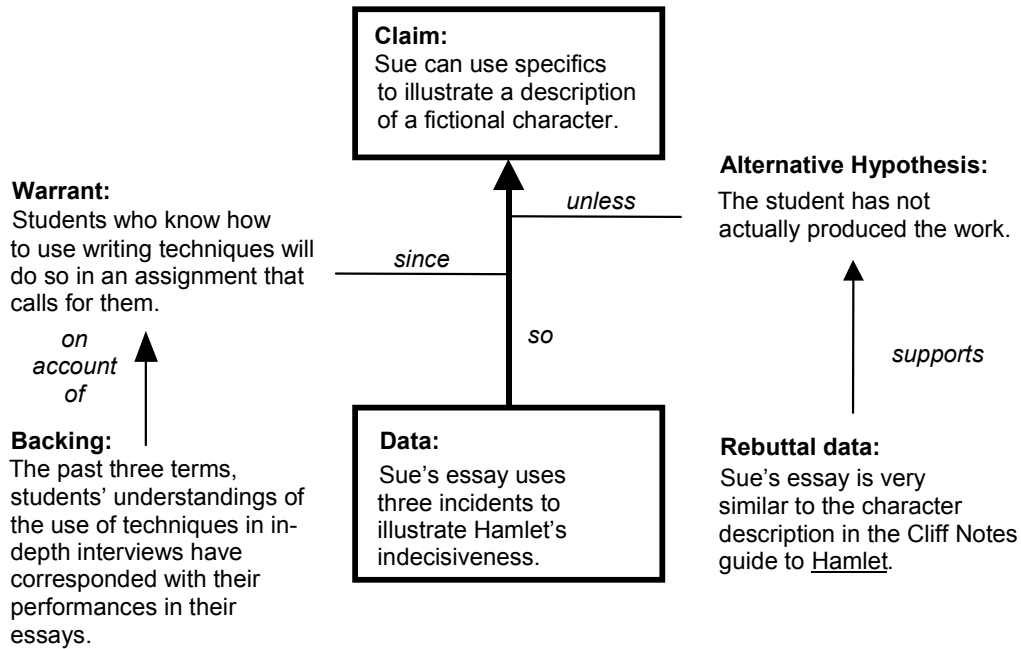 Claim:
Sue can use specifics
to illustrate a description
of a fictional character.
Warrant:
Students who know how
to use writing techniques will
do so in an assignment that
calls for them.
since
unless
Alternative Hypothesis:
The student has not
actually produced the work.
on
account
of
so
supports
Backing:
The past three terms,
students’ understandings of
the use of techniques in in-
depth interviews have
corresponded with their
performances in their
essays.
Data:
Sue’s essay uses
three incidents to
illustrate Hamlet’s
indecisiveness.
Rebuttal data:
Sue’s essay is very
similar to the character
description in the Cliff Notes
guide to Hamlet.